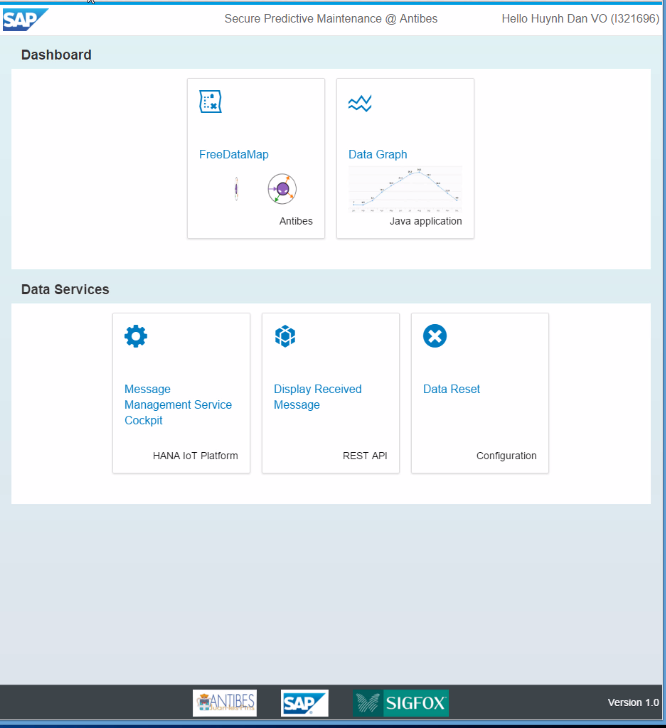 SAP
Secure Predictive Maintenance @ Antibes
Hello Huynh Dan VO (I321696)
Dashboard
FreeDataMap
Antibes
Data Graph
Java application
Data Services
Message
Management Service
Cockpit
HANA IoT Platform
Display Received
Message
REST API
Data Reset
Configuration
ANTIBES
SAP
SIGFOX
Version 1.0